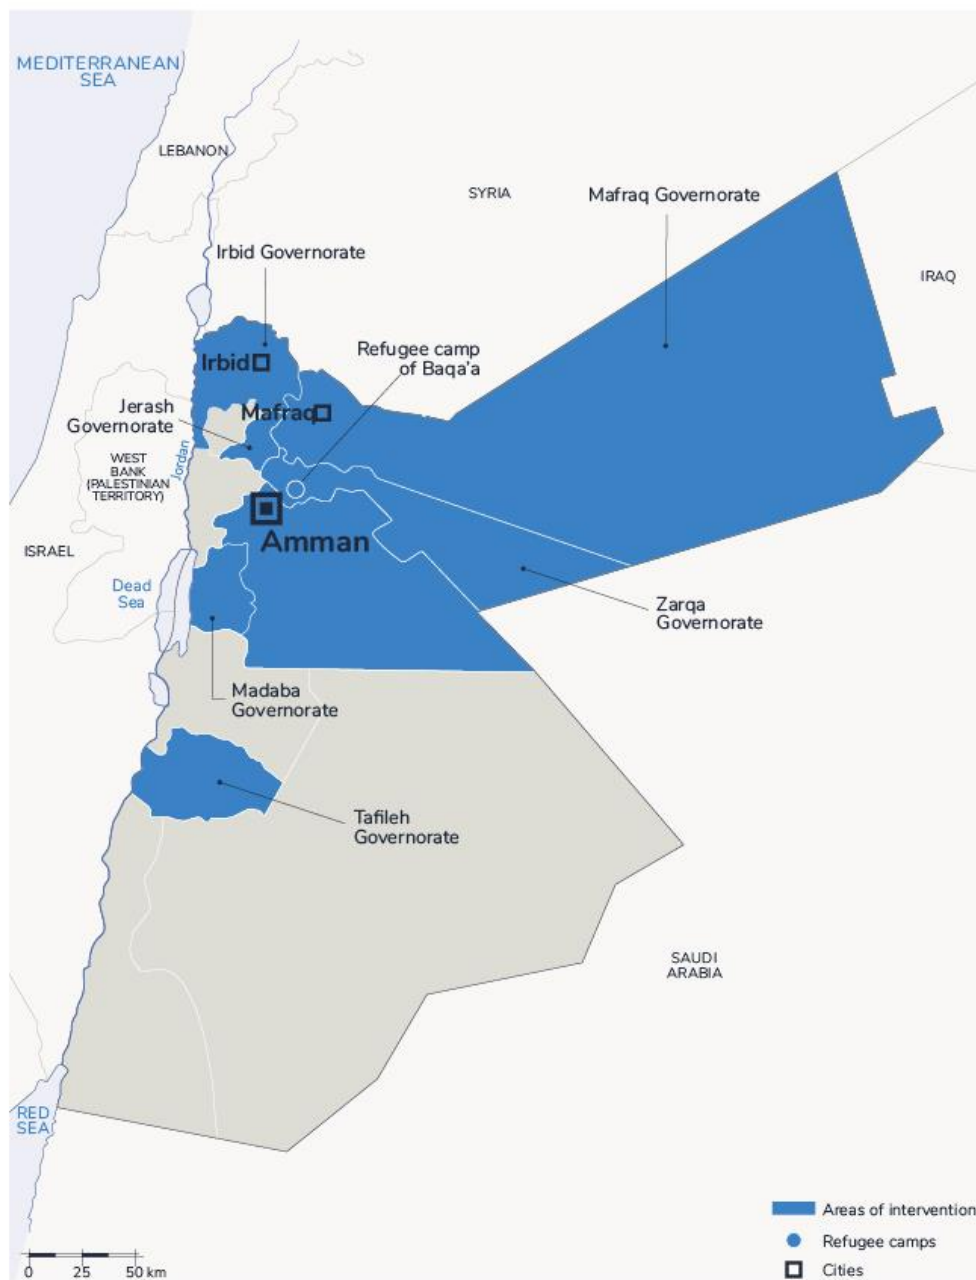 MEDITERRANEAN
SEA
LEBANON
SYRIA
Mafraq Governorate
Irbid Governorate
IRAQ
Irbid
Refugee camp
of Baqa'a
Jerash
Governorate
Mafraq
WEST
BANK
(PALESTINIAN
TERRITORY)
Jordan
Amman
ISRAEL
Dead
Sea
Zarqa
Governorate
Madaba
Governorate
Tafileh
Governorate
SAUDI
ARABIA
RED
SEA
Areas of intervention
Refugee camps
Cities
0 25 50 km